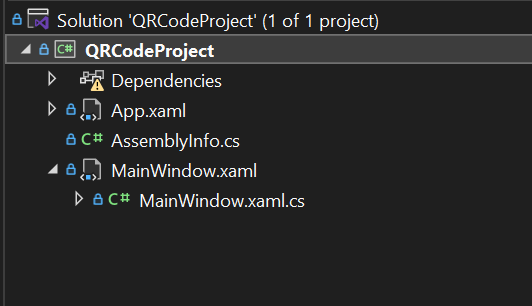 Solution 'QRCodeProject' (1 of 1 project)
C# QRCodeProject
Dependencies
App.xaml
C# AssemblyInfo.cs
MainWindow.xaml
C# MainWindow.xaml.cs